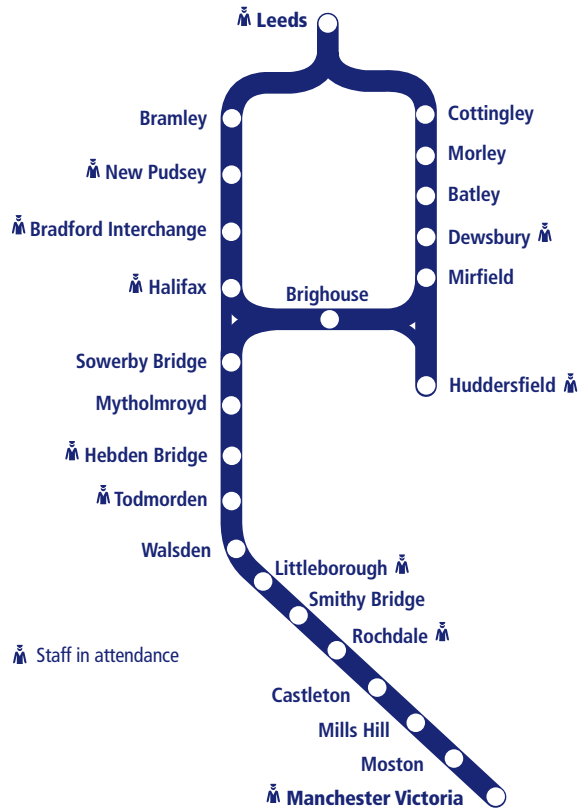 Leeds
Bramley
Cottingley
Morley
New Pudsey
Batley
Bradford Interchange
Dewsbury
Halifax
Mirfield
Brighouse
Sowerby Bridge
Huddersfield
Mytholmroyd
Hebden Bridge
Todmorden
Walsden
Littleborough
Smithy Bridge
Rochdale
Staff in attendance
Castleton
Mills Hill
Moston
Manchester Victoria